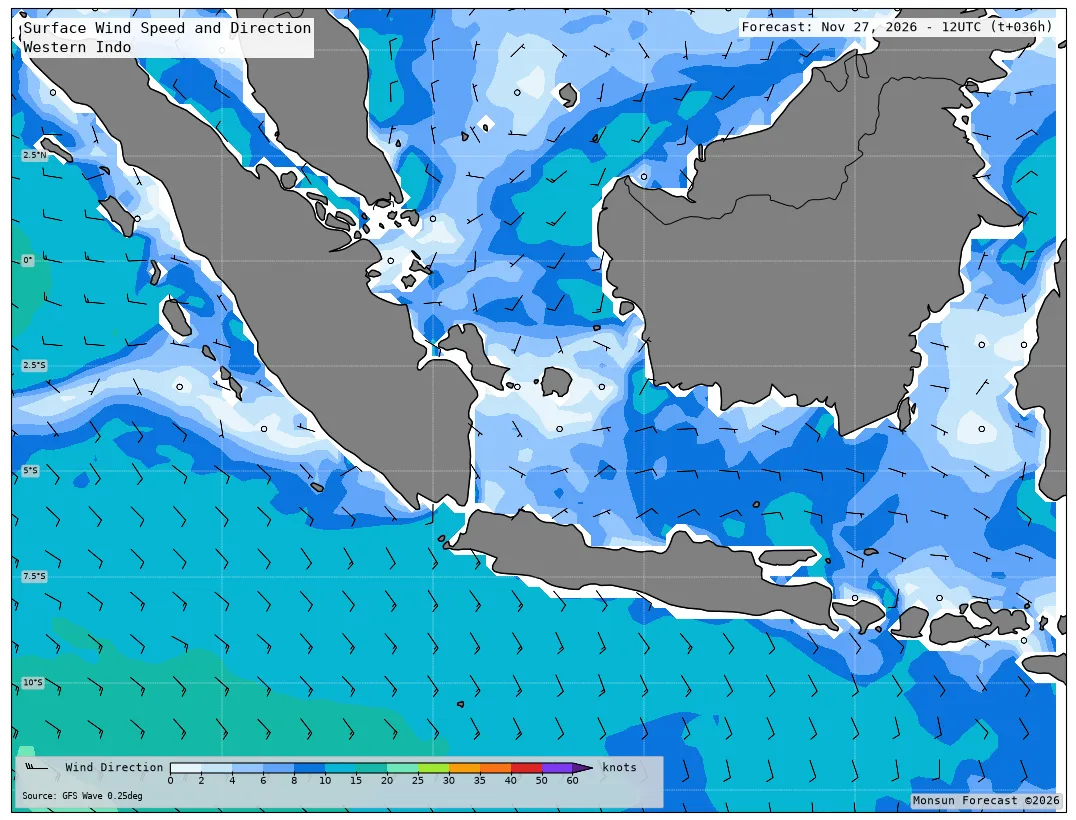 Surface Wind Speed and Direction
Western Indo
Forecast: Nov 27, 2026 - 12UTC (t+036h)
2.5°N
0°
2.5°S
5°S
7.5°S
10°S
Wind Direction
0 2 4 6 8 10 15 20 25 30 35 40 50 60
knots
Source: GFS Wave 0.25deg
Monsun Forecast ©2026